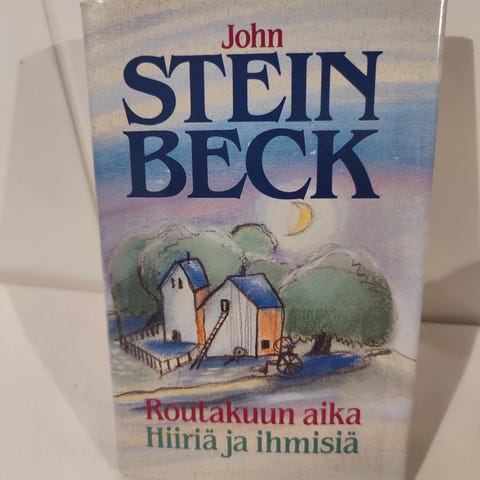 John
STEIN
BECK
Routakuun aika
Hiiriä ja ihmisiä